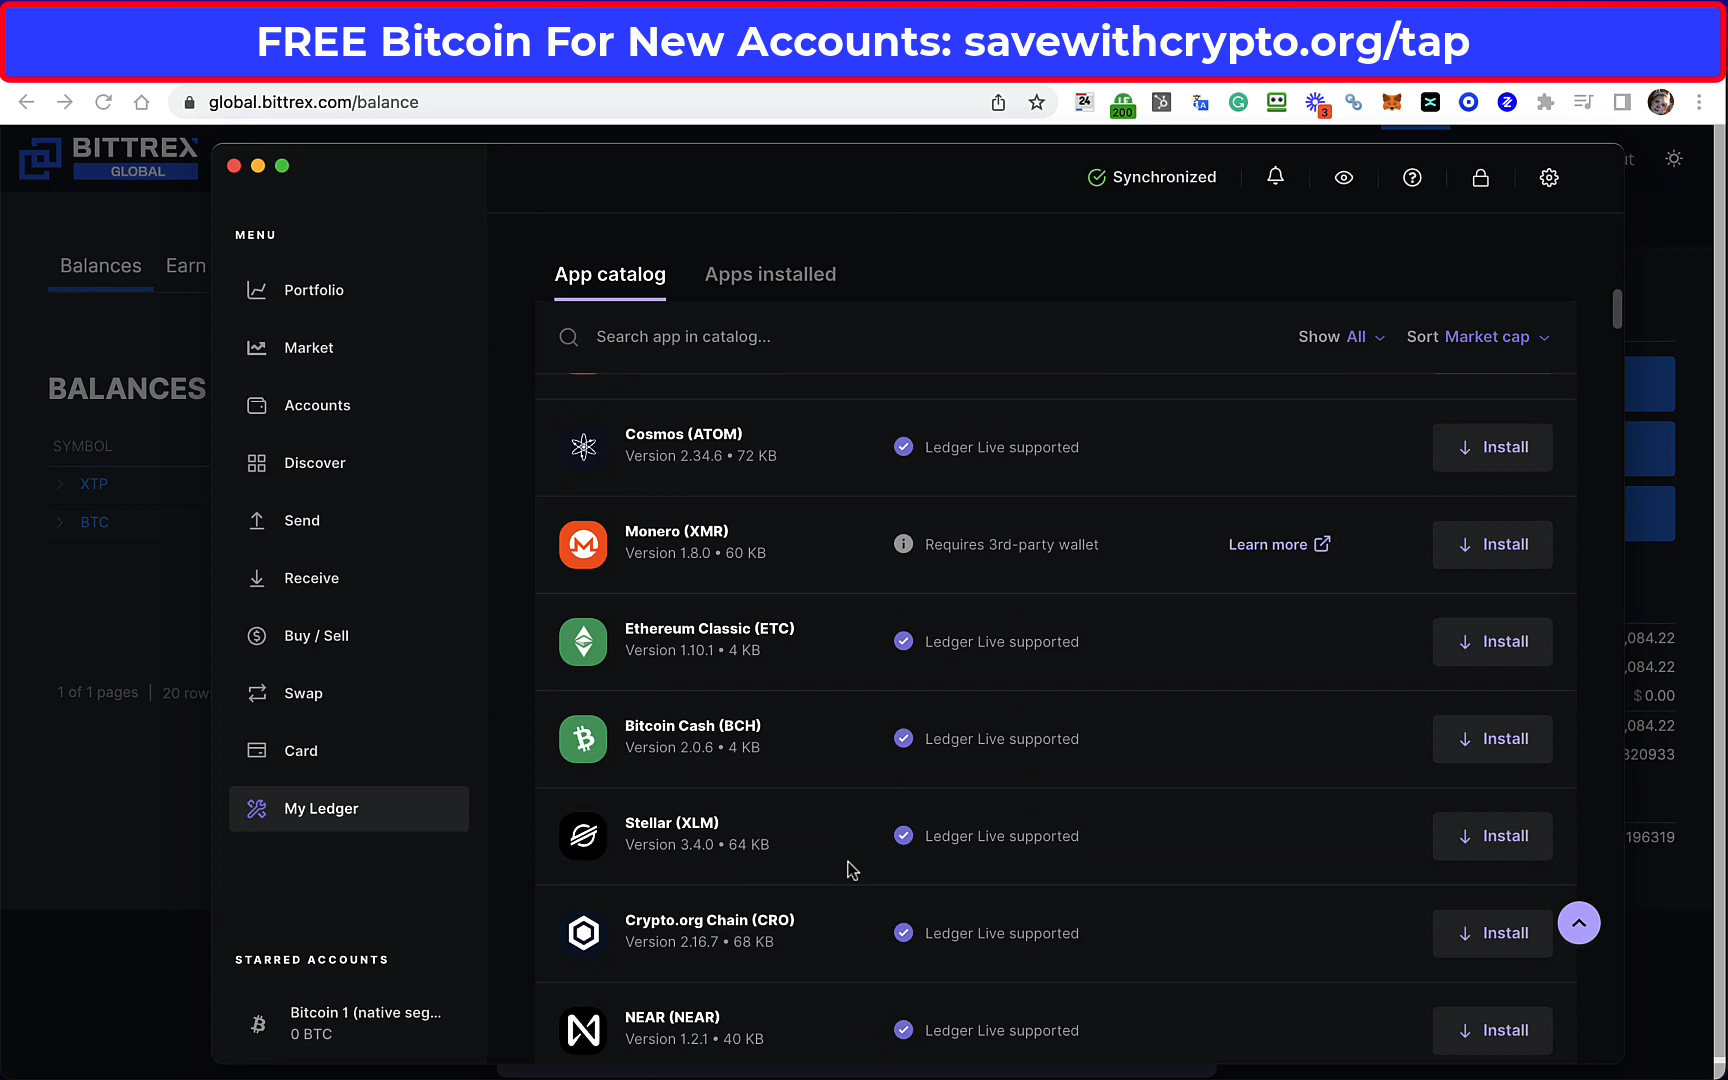 FREE Bitcoin For New Accounts: savewithcrypto.org/tap
global.bittrex.com/balance
24
200
3
BITTREX
GLOBAL
ut
Synchronized
MENU
Balances
Earn
App catalog
Apps installed
Portfolio
Search app in catalog...
Show All
Sort Market cap
Market
BALANCES
Accounts
Cosmos (ATOM)
Version 2.34.6 • 72 KB
Ledger Live supported
Install
SYMBOL
Discover
XTP
BTC
Send
Monero (XMR)
Version 1.8.0 • 60 KB
Requires 3rd-party wallet
Learn more
Install
Receive
Buy / Sell
Ethereum Classic (ETC)
Version 1.10.1 • 4 KB
Ledger Live supported
Install
,084.22
,084.22
$ 0.00
,084.22
320933
1 of 1 pages
20 row
Swap
Bitcoin Cash (BCH)
Version 2.0.6 • 4 KB
Ledger Live supported
Install
Card
My Ledger
Stellar (XLM)
Version 3.4.0 • 64 KB
Ledger Live supported
Install
196319
Crypto.org Chain (CRO)
Version 2.16.7 • 68 KB
Ledger Live supported
Install
STARRED ACCOUNTS
Bitcoin 1 (native seg...
0 BTC
NEAR (NEAR)
Version 1.2.1 • 40 KB
Ledger Live supported
Install